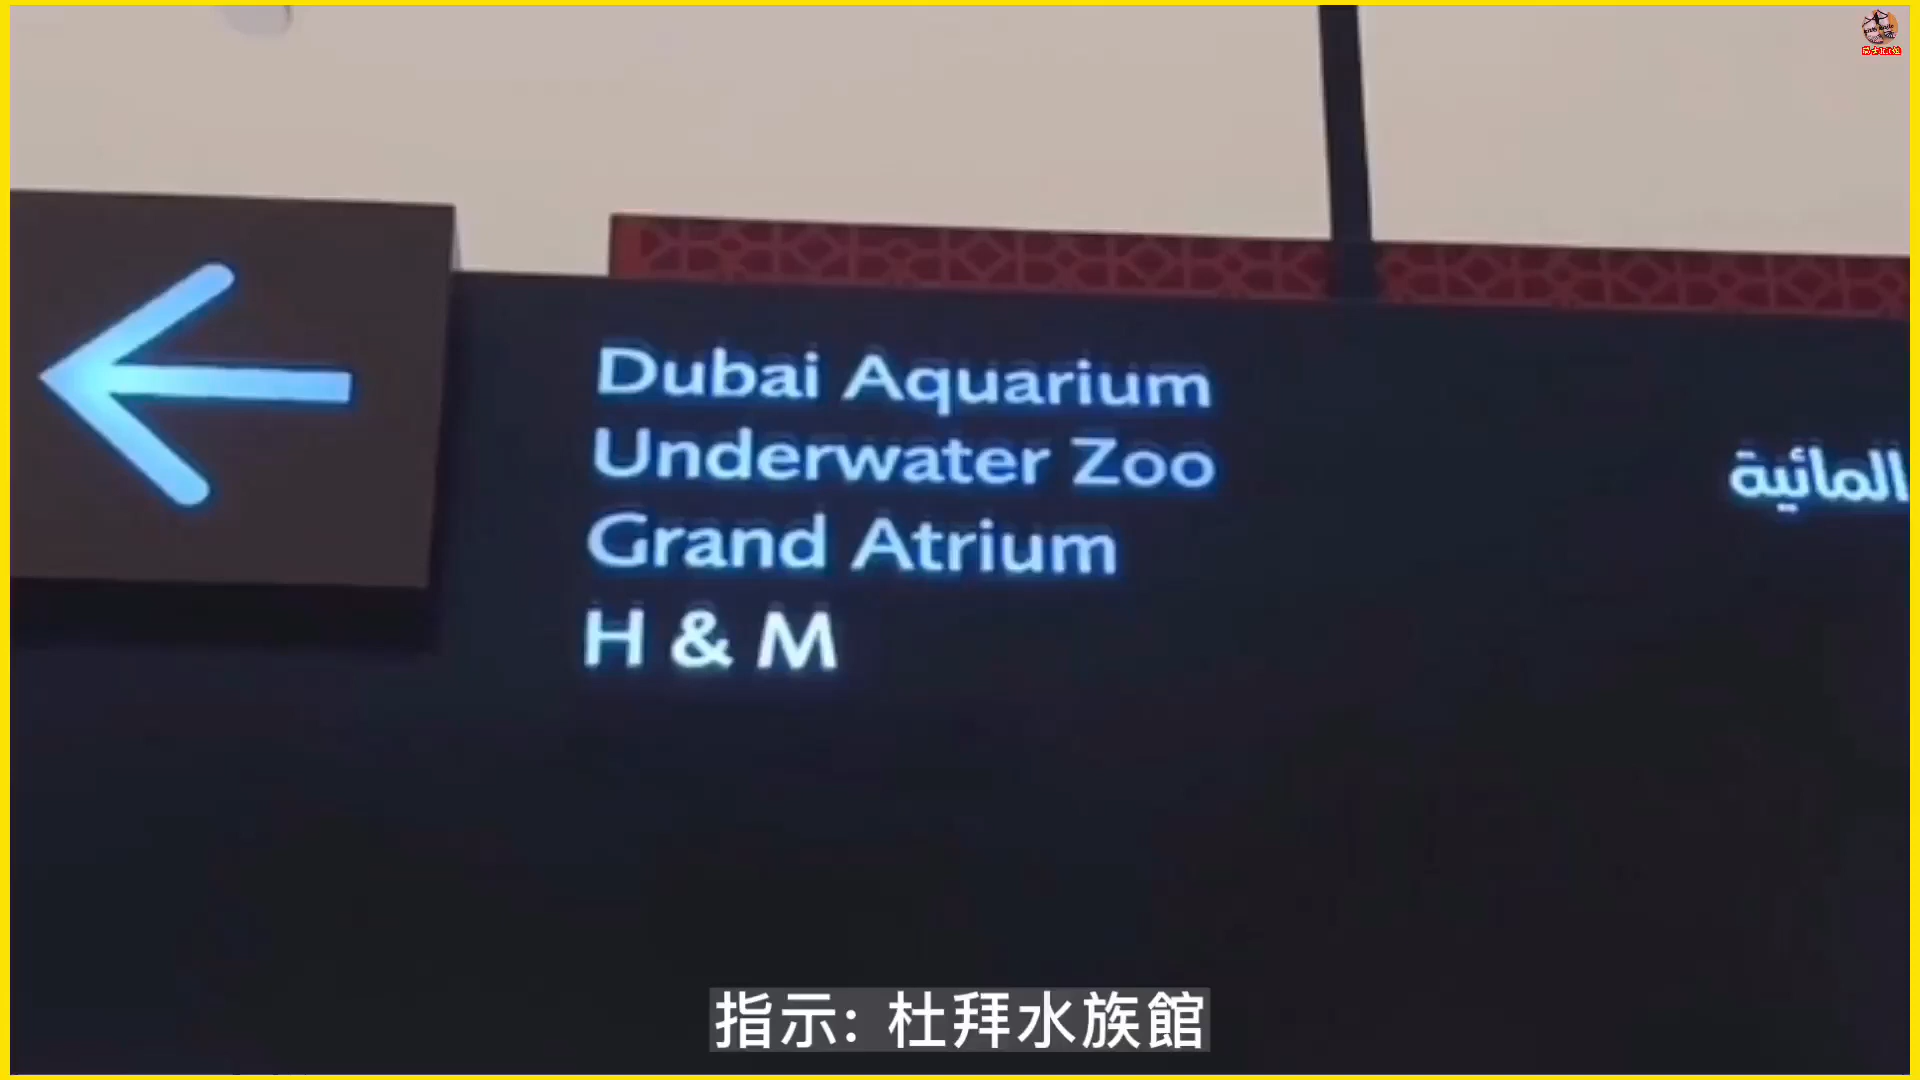 Dubai Aquarium
Underwater Zoo
Grand Atrium
H & M
المائية
指示: 杜拜水族館